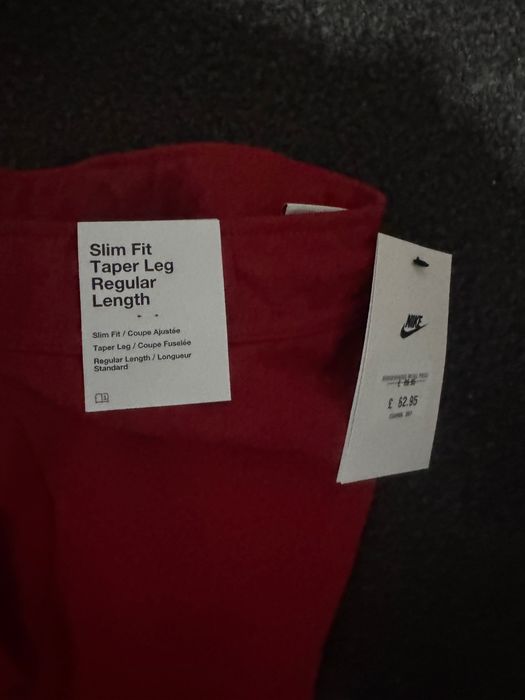 Slim Fit
Taper Leg
Regular
Length
Slim Fit / Coupe Ajustée
Taper Leg / Coupe Fuselée
Regular Length / Longueur
Standard
NIKE
£ 62.95